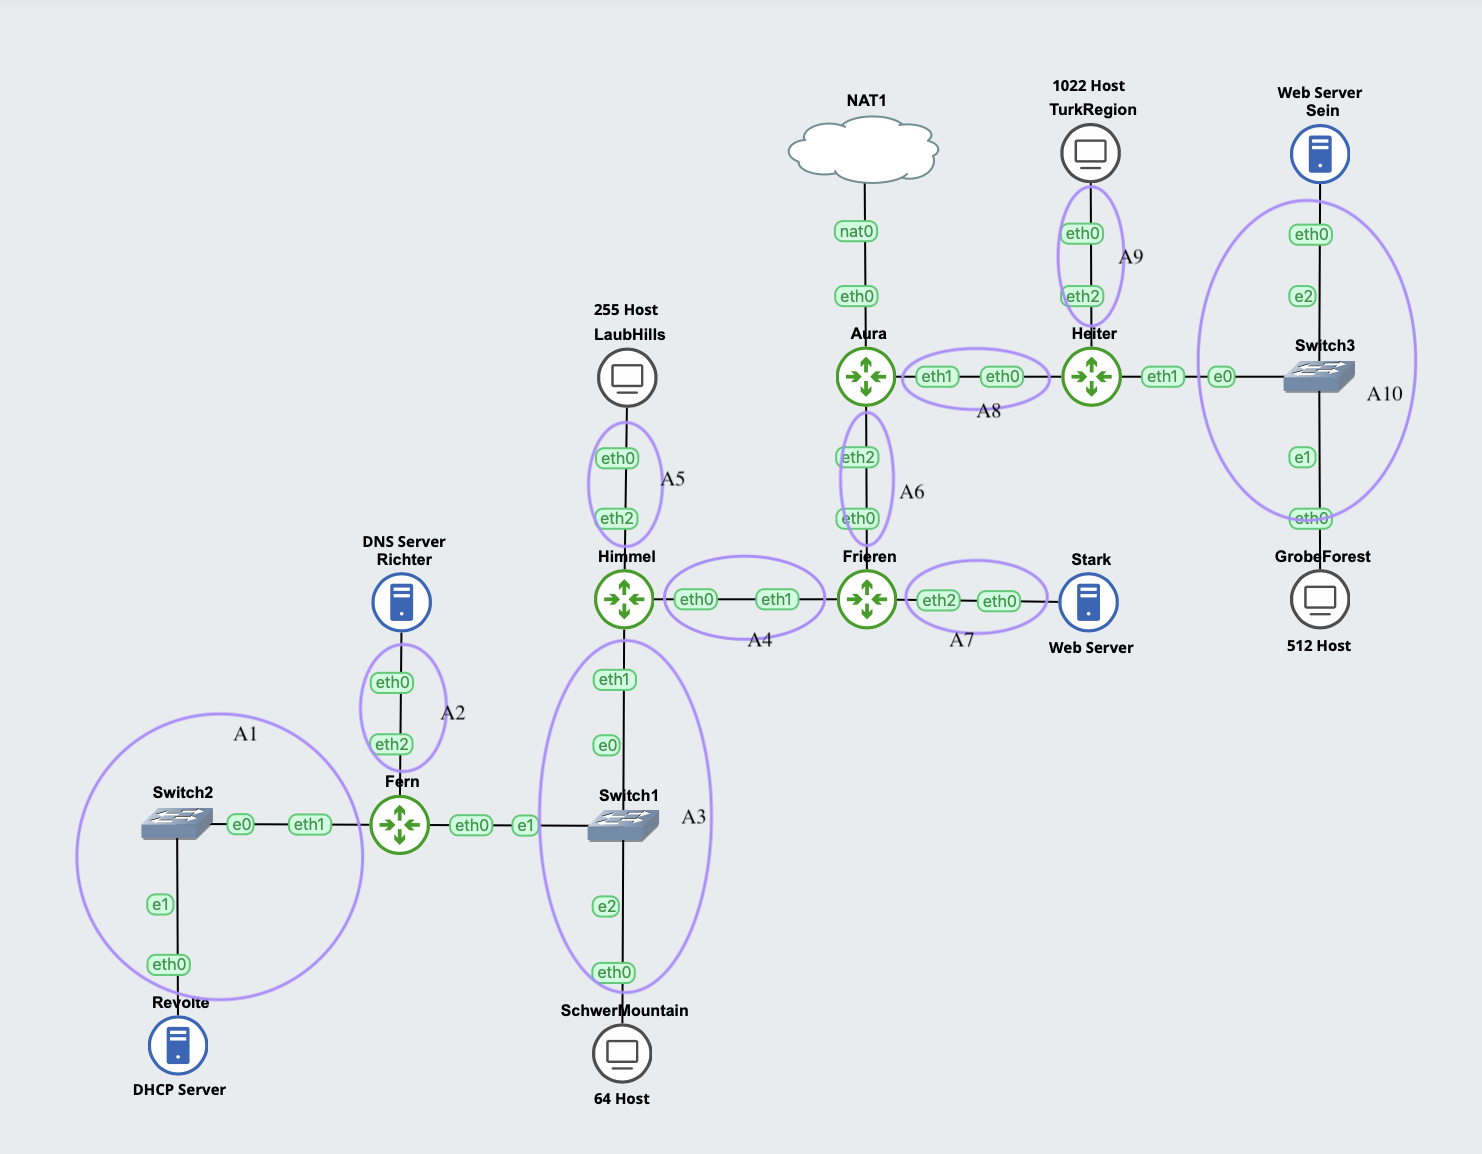 1022 Host
TurkRegion
Web Server
Sein
NAT1
nat0
eth0
eth0
eth2
A9
eth0
e2
255 Host
LaubHills
Aura
Heiter
Switch3
eth1
eth0
eth1
e0
A8
A10
eth0
eth2
A5
eth2
eth0
A6
e1
eth0
DNS Server
Richter
Himmel
Frieren
Stark
GrobeForest
eth0
eth1
eth2
eth0
A4
A7
Web Server
512 Host
eth0
eth2
A2
eth1
e0
A1
Switch2
Fern
Switch1
e0
eth1
eth0
e1
A3
e1
eth0
e2
eth0
Revolte
SchwerMountain
DHCP Server
64 Host